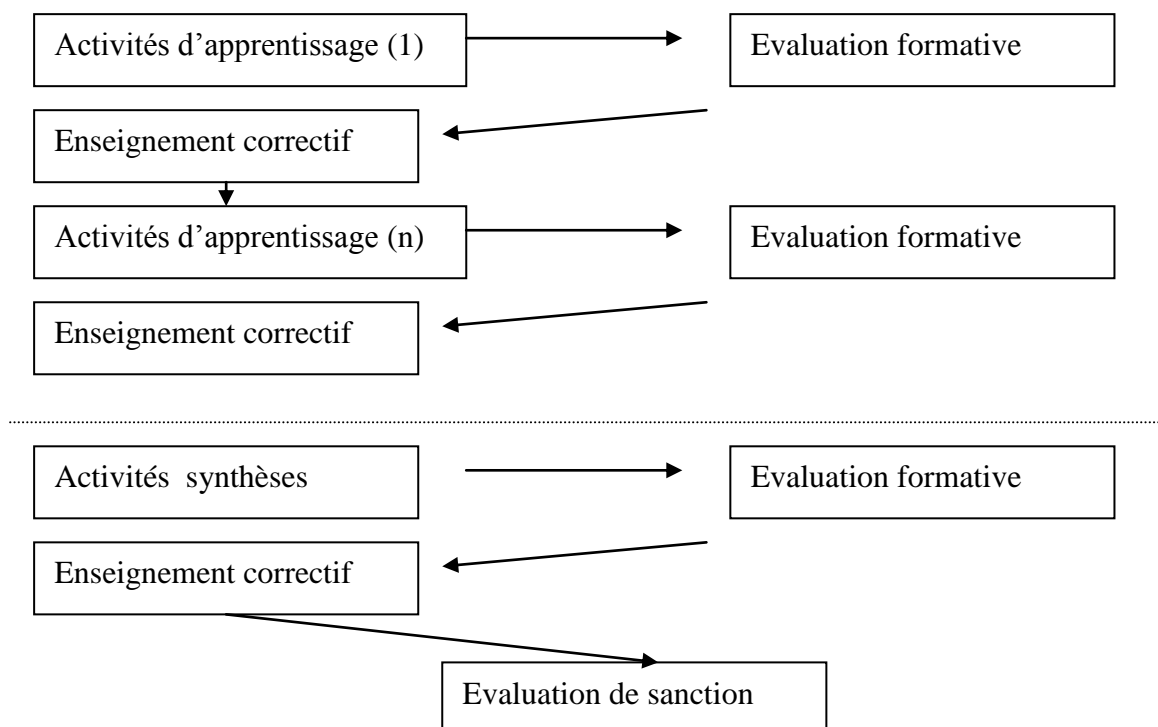 Activités d’apprentissage (1)
Evaluation formative
Enseignement correctif
Activités d’apprentissage (n)
Evaluation formative
Enseignement correctif
Activités synthèses
Evaluation formative
Enseignement correctif
Evaluation de sanction